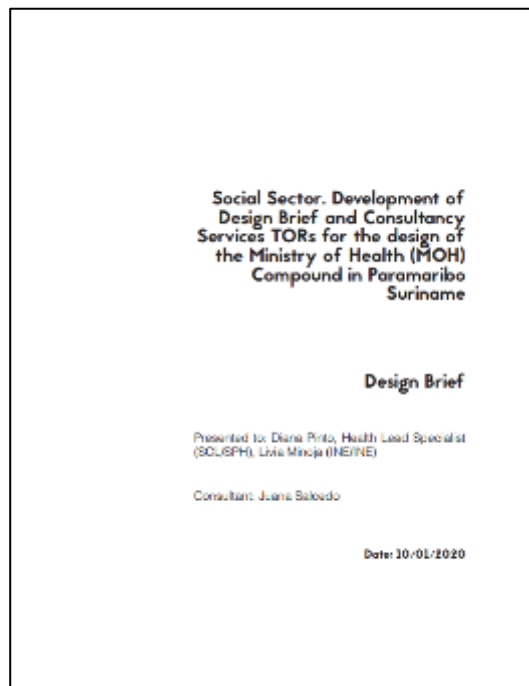 Social Sector. Development of
Design Brief and Consultancy
Services TORs for the design of
the Ministry of Health (MOH)
Compound in Paramaribo
Suriname
Design Brief
Presented to: Diana Pinto, Health Lead Specialist
(SCL/SPH), Livia Minoja (INE/INE)
Consultant: Juana Salcedo
Date: 10/01/2020